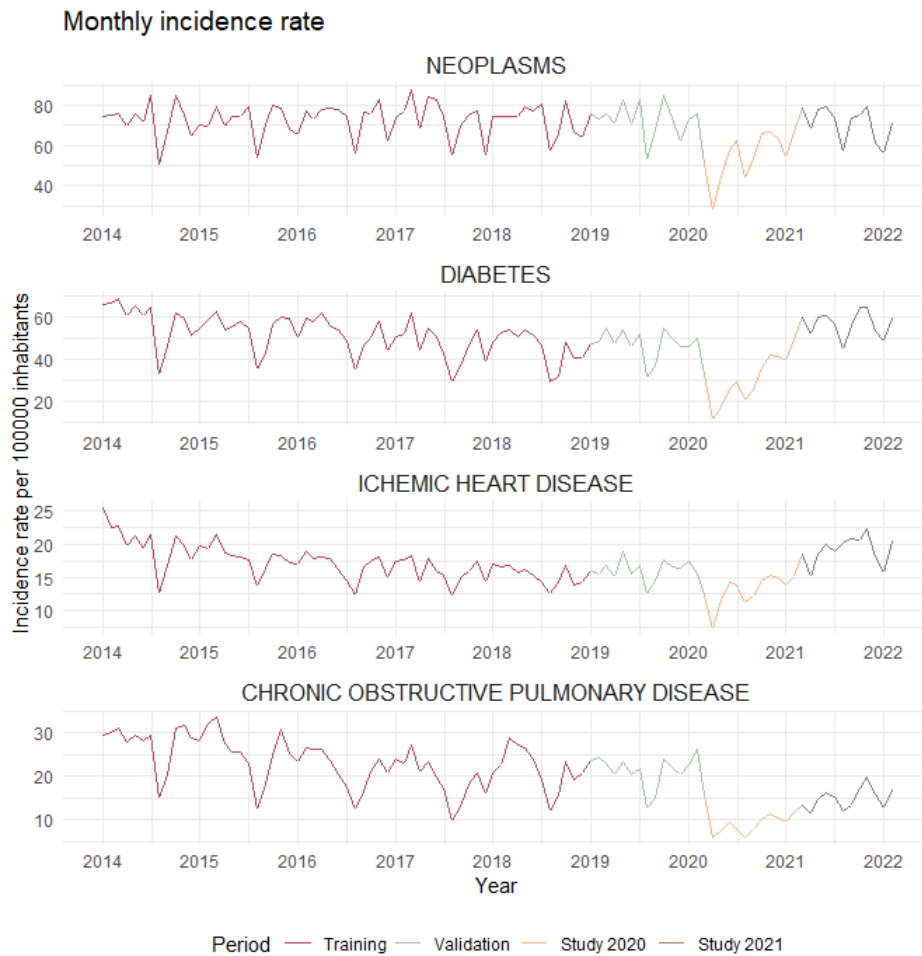 Monthly incidence rate
NEOPLASMS
80
60
40
2014 2015 2016 2017 2018 2019 2020 2021 2022
DIABETES
60
40
20
2014 2015 2016 2017 2018 2019 2020 2021 2022
ICHEMIC HEART DISEASE
25
20
15
10
2014 2015 2016 2017 2018 2019 2020 2021 2022
CHRONIC OBSTRUCTIVE PULMONARY DISEASE
30
20
10
2014 2015 2016 2017 2018 2019 2020 2021 2022
Incidence rate per 100000 inhabitants
Year
Period Training Validation Study 2020 Study 2021